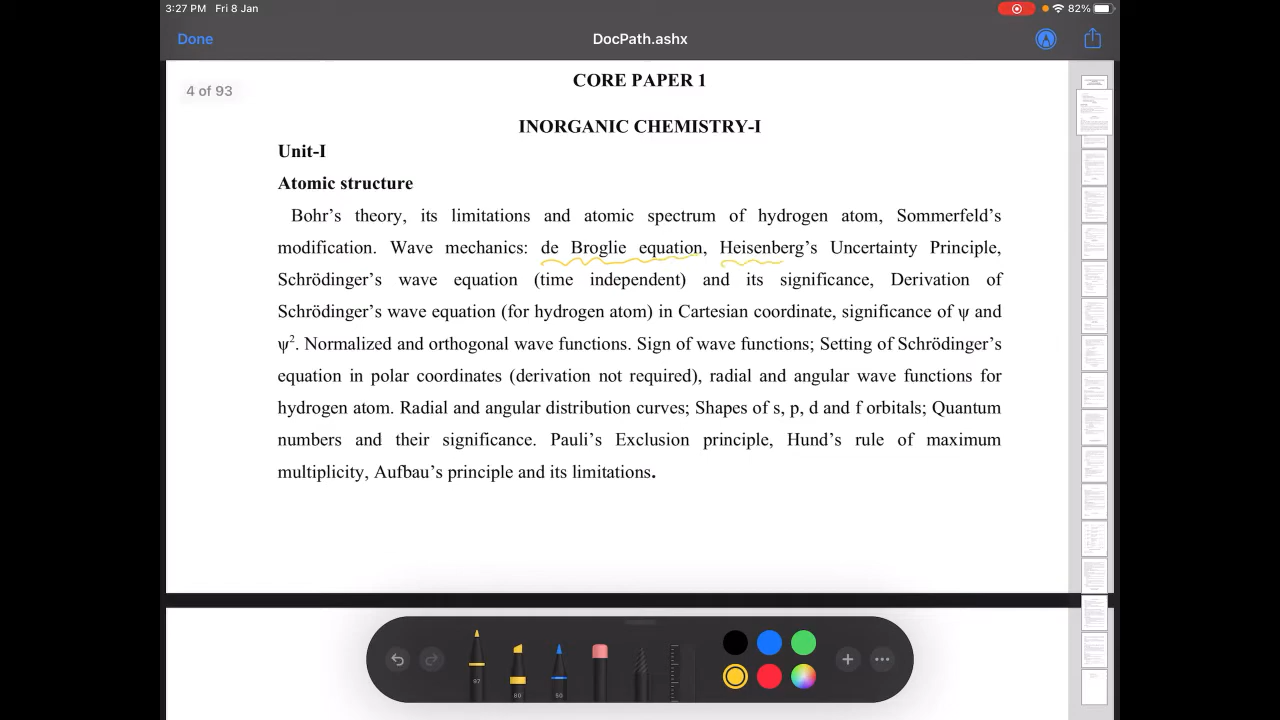 3:27 PM Fri 8 Jan 82%
Done DocPath.ashx
4 of 93
CORE PAPER 1
INORGANIC CHEMISTRY-I
Unit-I
Atomic structure
Bohr's theory, its limitations and atomic spectrum of hydrogen atom, Sommerfeld's
modification. Wave mechanics: de Broglie equation, Heisenberg's Uncertainty Principle
Schrödinger's wave equation (time independent) and its significance, Derivation of
Schrödinger wave equation of hydrogen atom in Cartesian coordinates, significance of ψ and
ψ². Normalized and orthogonal wave functions. Sign of wave functions; Setting of Schrödinger's
equation in polar coordinates (derivation not required), radial and angular wave functions for
hydrogen atom. Radial and angular distribution curves; Shapes of s, p, d and f orbitals; Quantum
numbers and their significance. Pauli's Exclusion principle, Hund's rule of maximum
multiplicity, Aufbau's principle and its limitations.
80 50